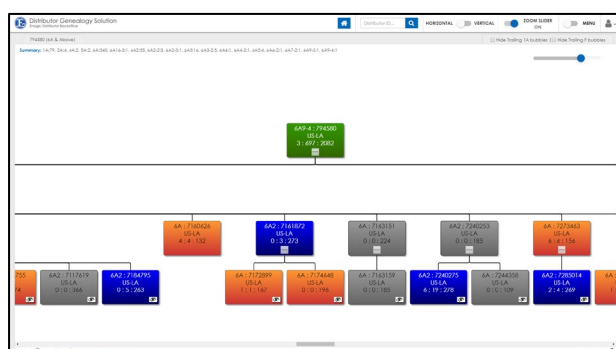 Distributor Genealogy Solution
Distributor ID...
HORIZONTAL
VERTICAL
ZOOM SLIDER
ON
MENU
794580 (6A & Above)
Hide Trailing 1A bubbles
Hide Trailing F bubbles
Summary:
6A9-4 : 794580
US-LA
3 : 697 : 2082
6A : 7160626
US-LA
4 : 4 : 132
6A2 : 7161872
US-LA
0 : 3 : 273
6A : 7163151
US-LA
0 : 0 : 224
6A2 : 7240253
US-LA
0 : 0 : 185
6A : 7273463
US-LA
6 : 6 : 156
6A2 : 7117619
US-LA
0 : 0 : 366
6A2 : 7184795
US-LA
0 : 5 : 263
6A : 7172899
US-LA
1 : 1 : 167
6A : 7174648
US-LA
0 : 0 : 196
6A : 7163159
US-LA
0 : 0 : 185
6A2 : 7240275
US-LA
6 : 19 : 278
6A2 : 7244358
US-LA
0 : 0 : 109
6A2 : 7285014
US-LA
2 : 4 : 269